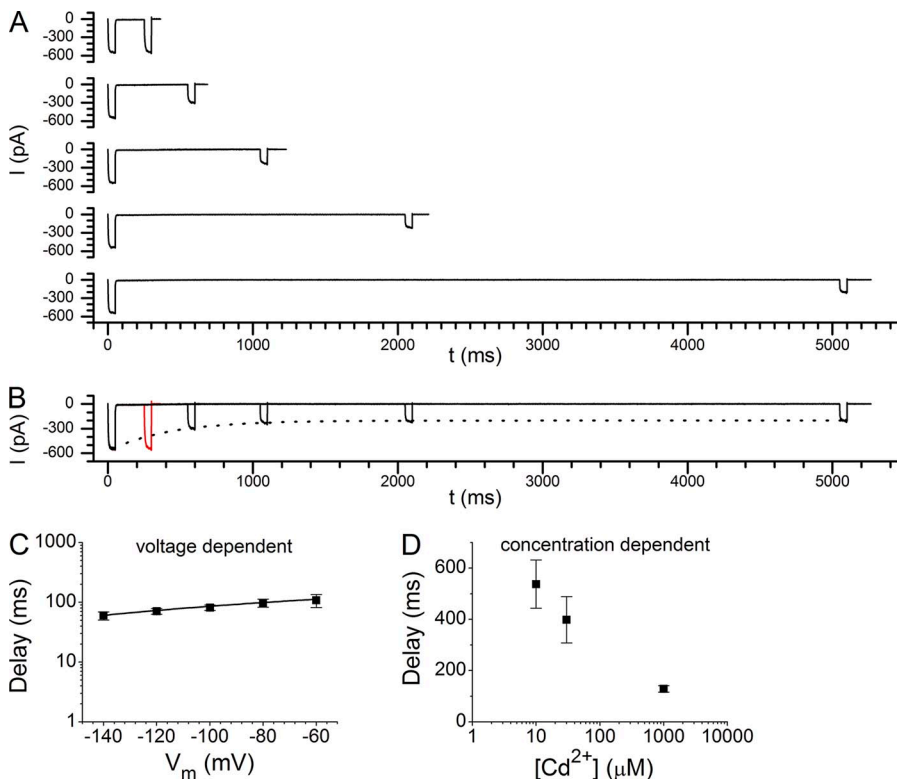 A
0
-300
-600
0
-300
-600
I (pA)
0
-300
-600
0
-300
-600
0
-300
-600
0 1000 2000 3000 4000 5000
t (ms)
B
I (pA)
0
-300
-600
0 1000 2000 3000 4000 5000
t (ms)
C
voltage dependent
Delay (ms)
1000
100
10
1
-140 -120 -100 -80 -60
Vm (mV)
D
concentration dependent
Delay (ms)
600
400
200
0
1 10 100 1000 10000
[Cd2+] (μM)